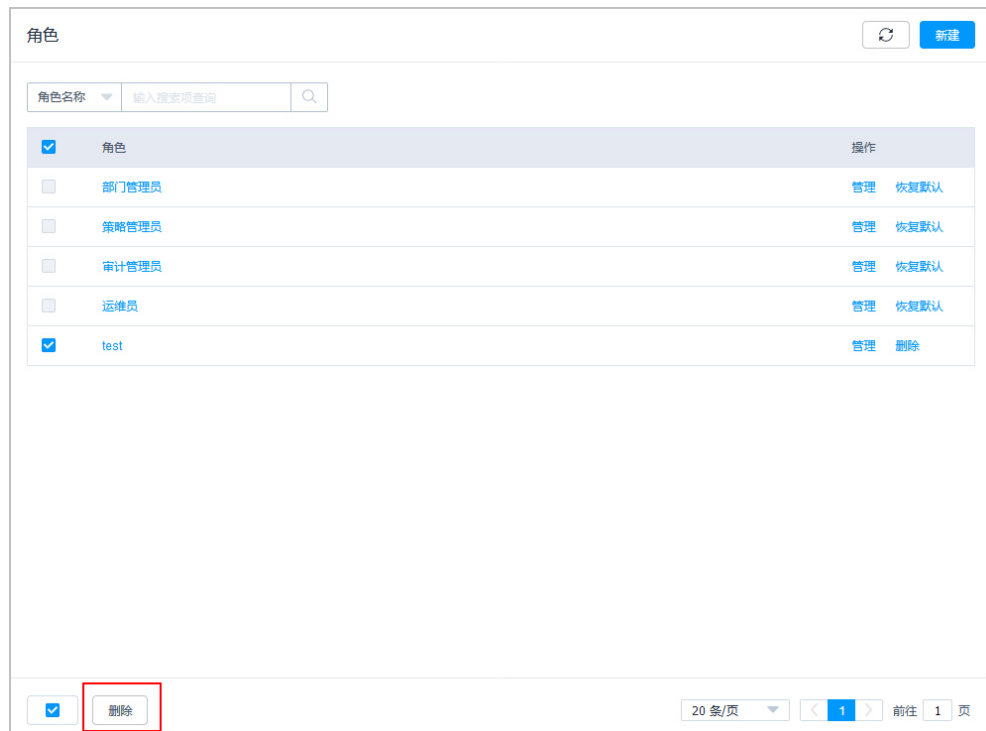 角色
新建
角色名称 输入搜索项查询
角色 操作
部门管理员 管理 恢复默认
策略管理员 管理 恢复默认
审计管理员 管理 恢复默认
运维员 管理 恢复默认
test 管理 删除
删除 20 条/页 1 前往 1 页